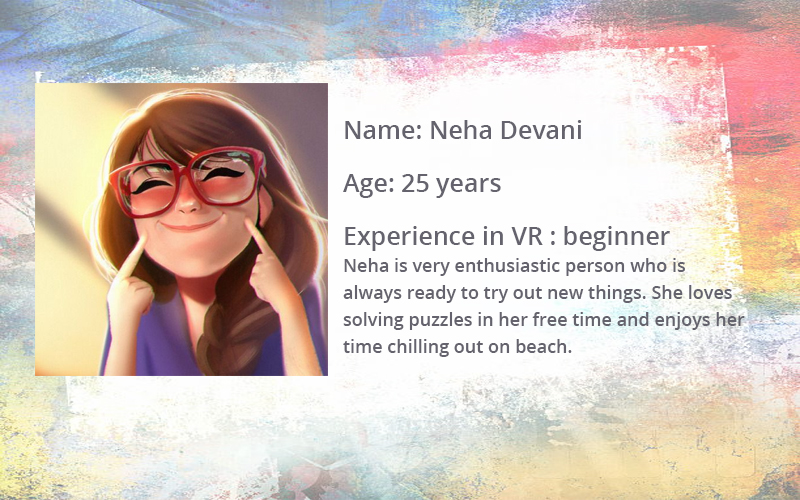 Name: Neha Devani
Age: 25 years
Experience in VR : beginner
Neha is very enthusiastic person who is
always ready to try out new things. She loves
solving puzzles in her free time and enjoys her
time chilling out on beach.